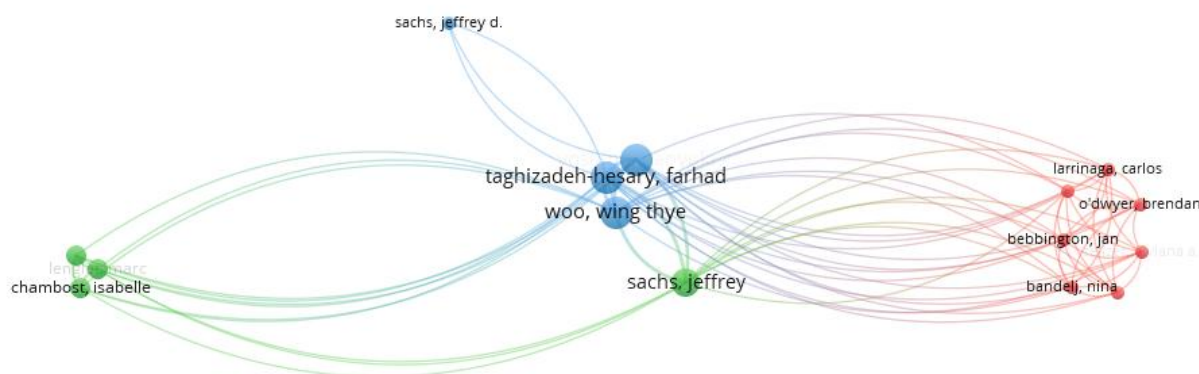 sachs, jeffrey d.
taghizadeh-hesary, farhad
woo, wing thye
sachs, jeffrey
larrinaga, carlos
o'dwyer, brendan
bebbington, jan
bandelj, nina
chambost, isabelle